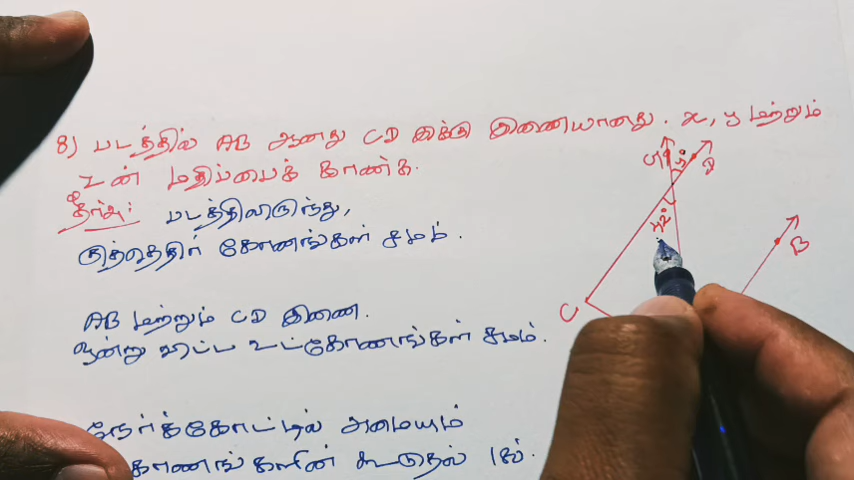 8) படத்தில் AB ஆனது CD க்கு இணையானது. x, y மற்றும்
z ன் மதிப்பைக் காண்க.
தீர்வு: படத்திலிருந்து,
குத்தெதிர் கோணங்கள் சமம்.
AB மற்றும் CD இணை.
ஒன்று விட்ட உட்கோணங்கள் சமம்.
நேர்க்கோட்டில் அமையும்
கோணங்களின் கூடுதல் 180°.
y°
D
42°
B
C